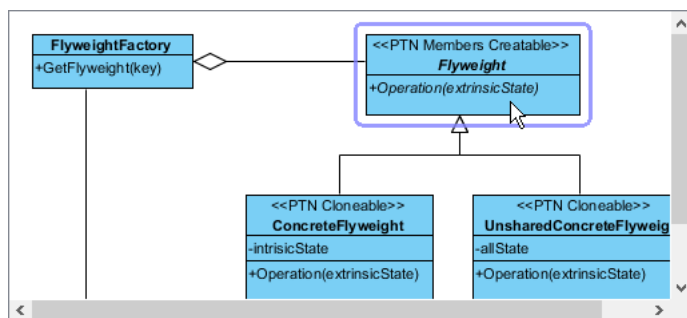 FlyweightFactory
+GetFlyweight(key)
<<PTN Members Creatable>>
Flyweight
+Operation(extrinsicState)
<<PTN Cloneable>>
ConcreteFlyweight
-intrisicState
+Operation(extrinsicState)
<<PTN Cloneable>>
UnsharedConcreteFlyweig
-allState
+Operation(extrinsicState)